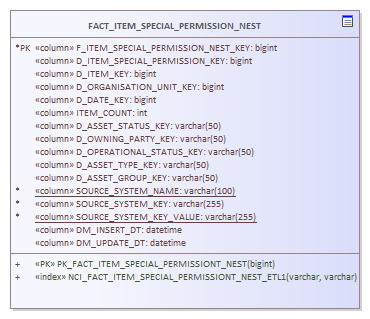 FACT_ITEM_SPECIAL_PERMISSION_NEST
*PK «column» F_ITEM_SPECIAL_PERMISSION_NEST_KEY: bigint
«column» D_ITEM_SPECIAL_PERMISSION_KEY: bigint
«column» D_ITEM_KEY: bigint
«column» D_ORGANISATION_UNIT_KEY: bigint
«column» D_DATE_KEY: bigint
«column» ITEM_COUNT: int
«column» D_ASSET_STATUS_KEY: varchar(50)
«column» D_OWNING_PARTY_KEY: varchar(50)
«column» D_OPERATIONAL_STATUS_KEY: varchar(50)
«column» D_ASSET_TYPE_KEY: varchar(50)
«column» D_ASSET_GROUP_KEY: varchar(50)
* «column» SOURCE_SYSTEM_NAME: varchar(100)
* «column» SOURCE_SYSTEM_KEY: varchar(255)
* «column» SOURCE_SYSTEM_KEY_VALUE: varchar(255)
«column» DM_INSERT_DT: datetime
«column» DM_UPDATE_DT: datetime
+ «PK» PK_FACT_ITEM_SPECIAL_PERMISSIONT_NEST(bigint)
+ «index» NCI_FACT_ITEM_SPECIAL_PERMISSIONT_NEST_ETL1(varchar, varchar)